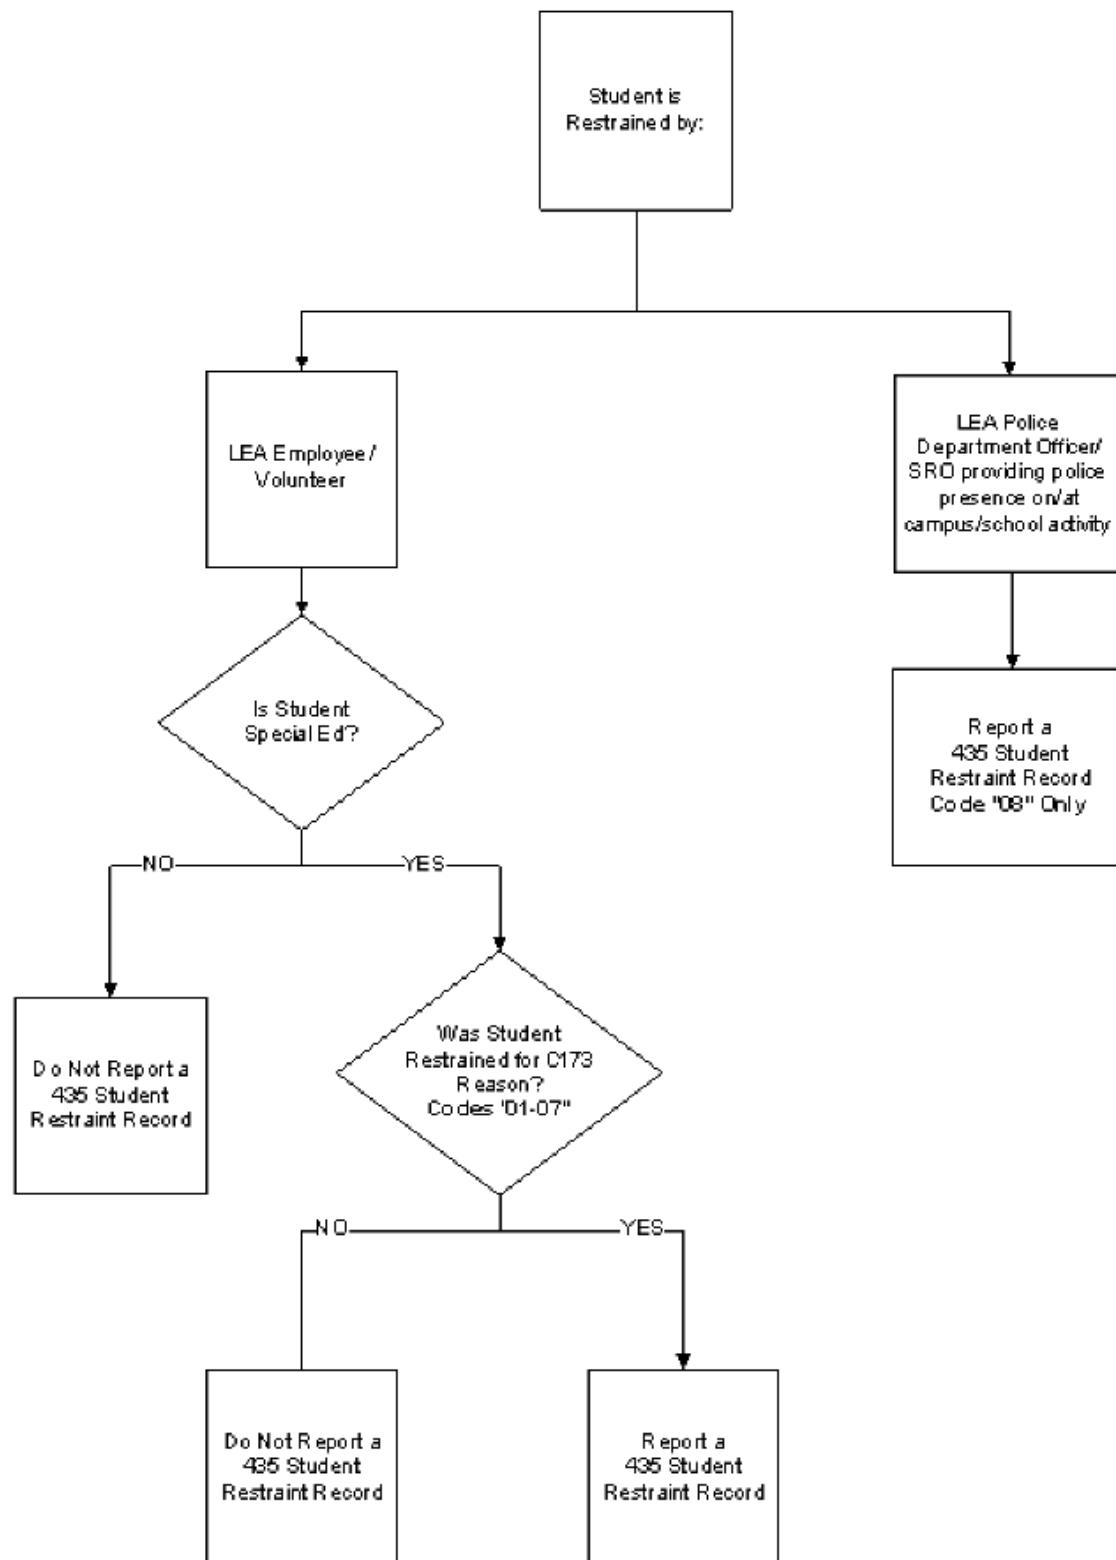 Student is
Restrained by:
LEA Employee/
Volunteer
LEA Police
Department Officer/
SRO providing police
presence on/at
campus/school activity
Is Student
Special Ed?
Report a
435 Student
Restraint Record
Code "08" Only
NO
YES
Do Not Report a
435 Student
Restraint Record
Was Student
Restrained for C173
Reason?
Codes '01-07"
NO
YES
Do Not Report a
435 Student
Restraint Record
Report a
435 Student
Restraint Record